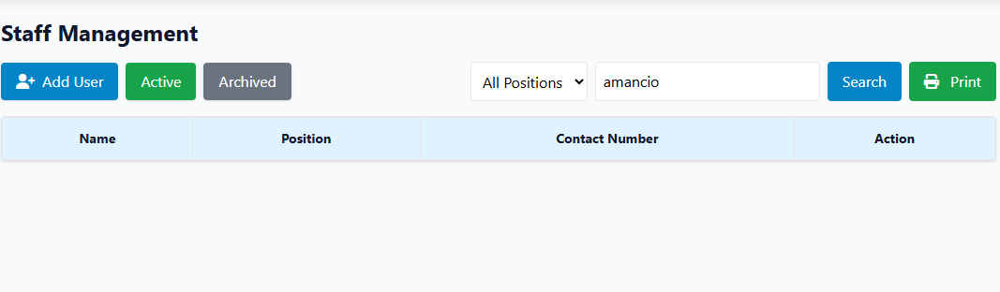 Staff Management
Add User Active Archived All Positions amancio Search Print
Name Position Contact Number Action